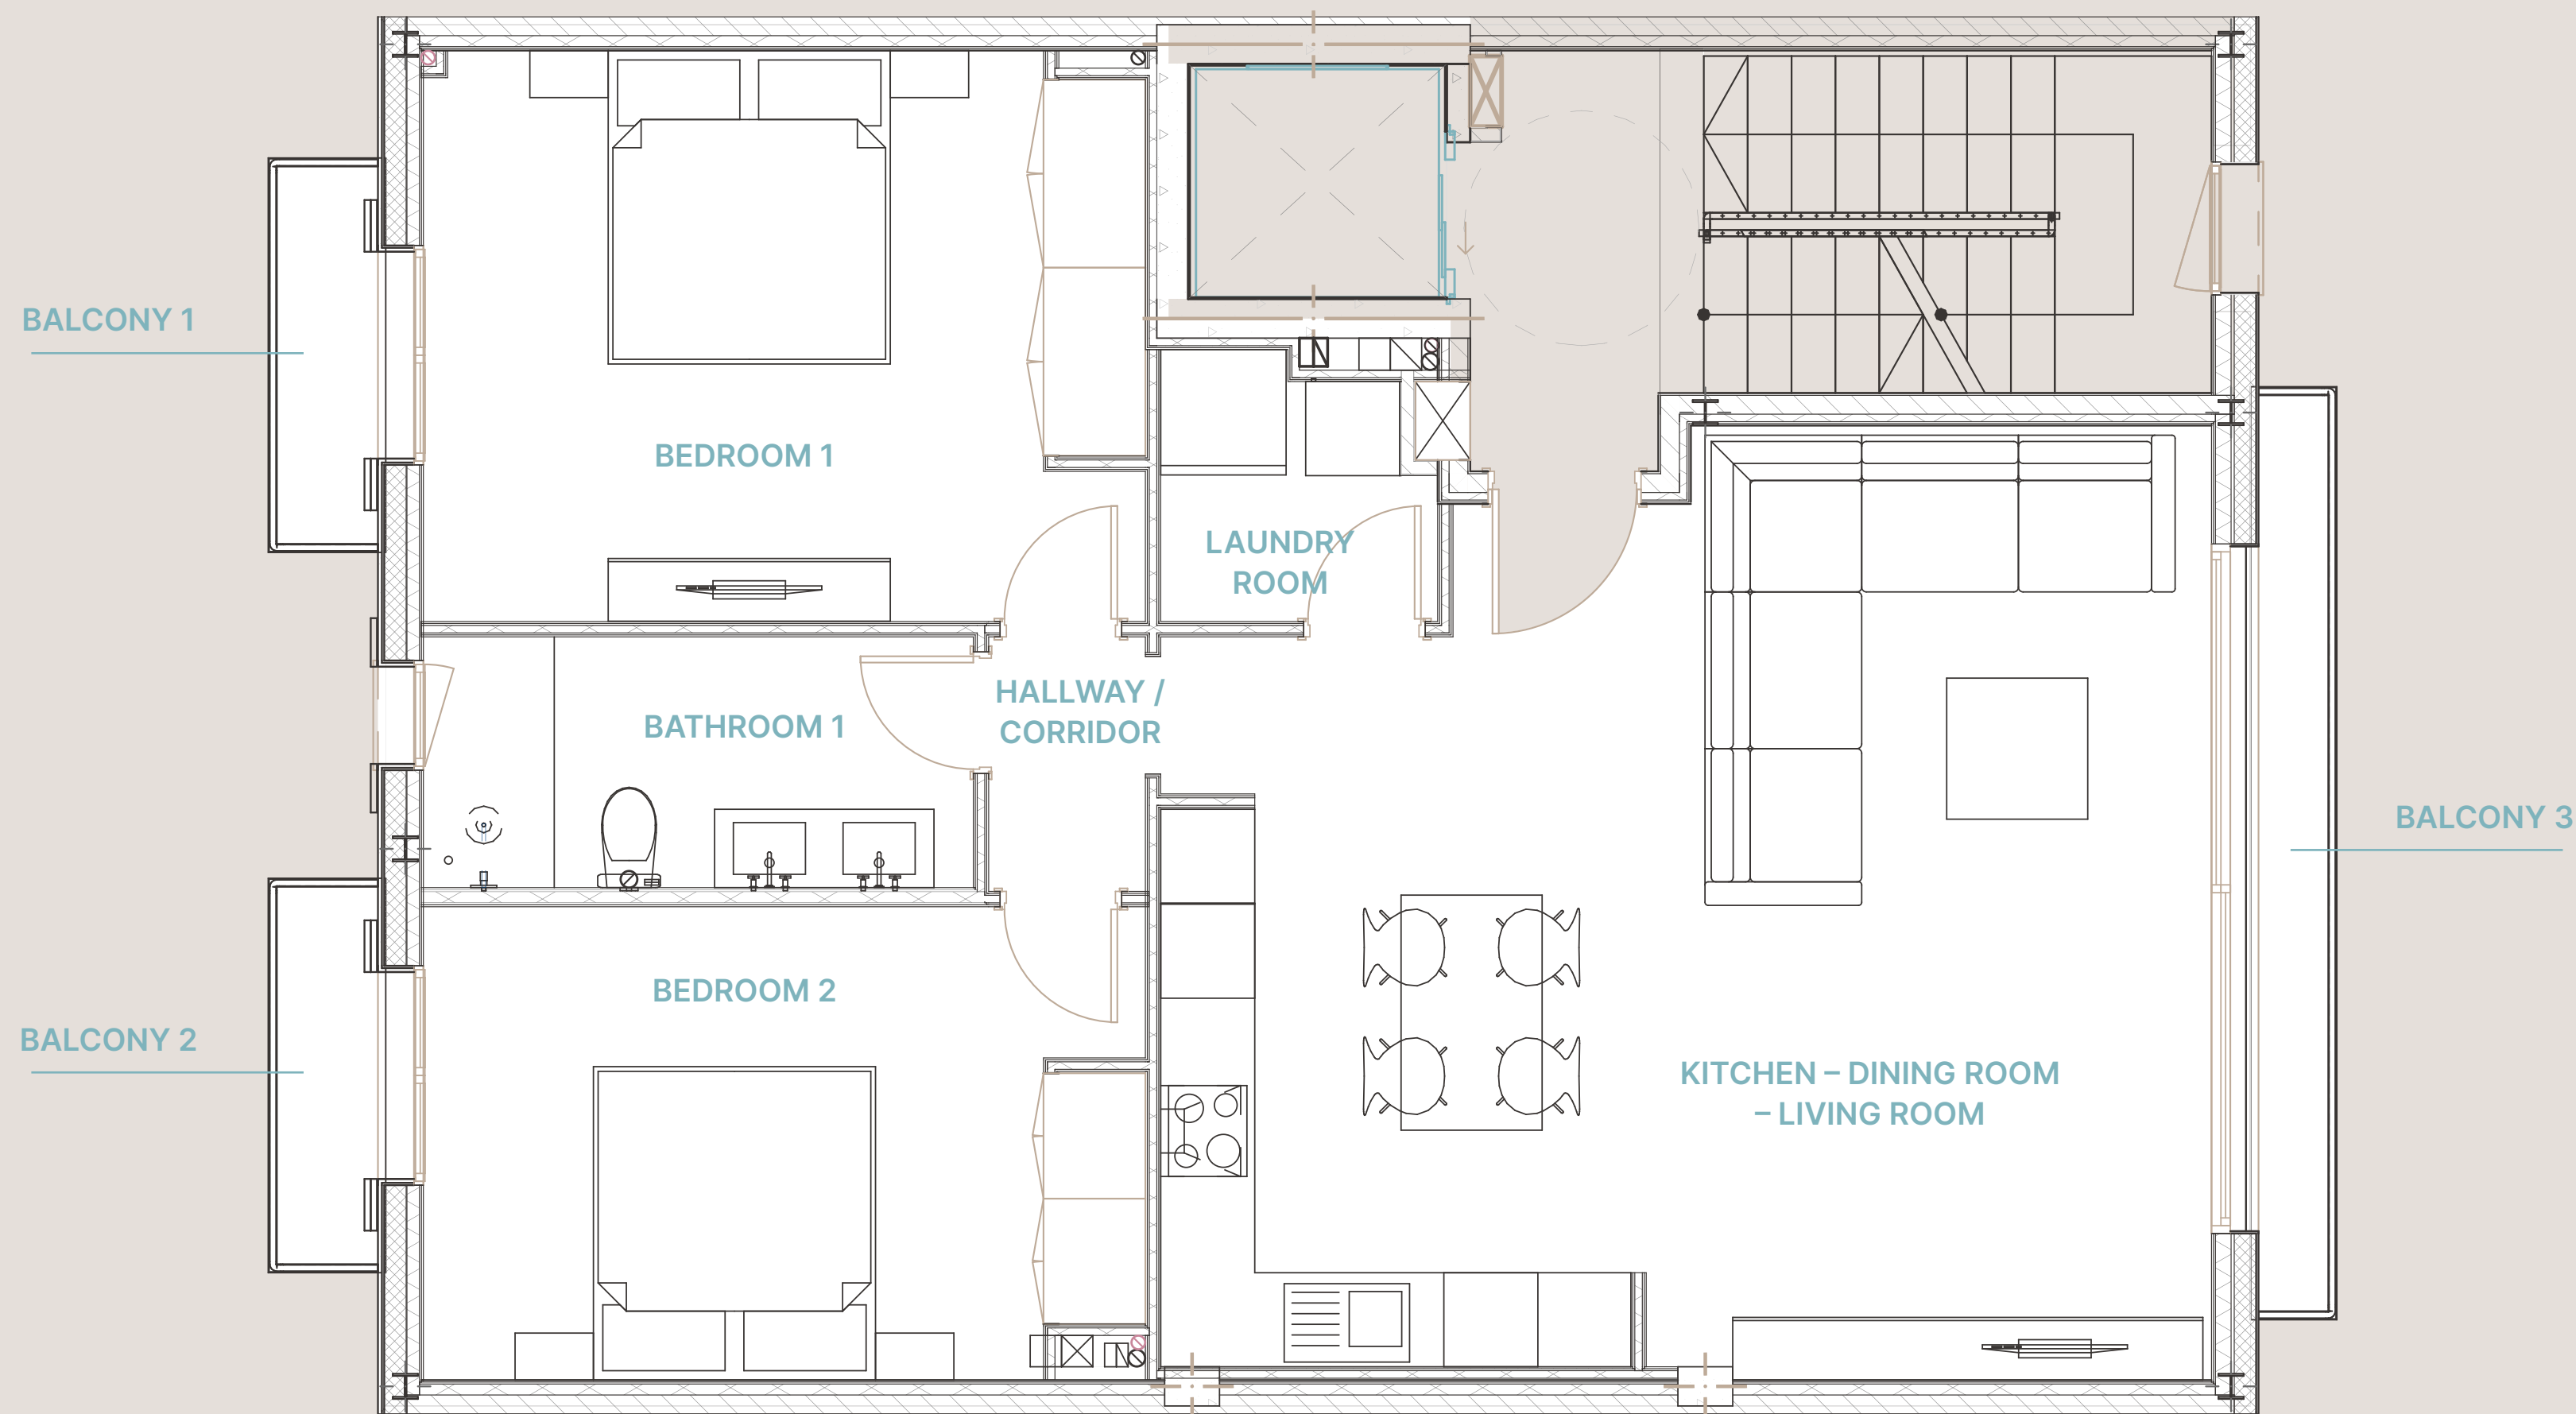 BALCONY 1
BEDROOM 1
LAUNDRY
ROOM
HALLWAY /
CORRIDOR
BATHROOM 1
BALCONY 3
BEDROOM 2
BALCONY 2
KITCHEN – DINING ROOM
– LIVING ROOM